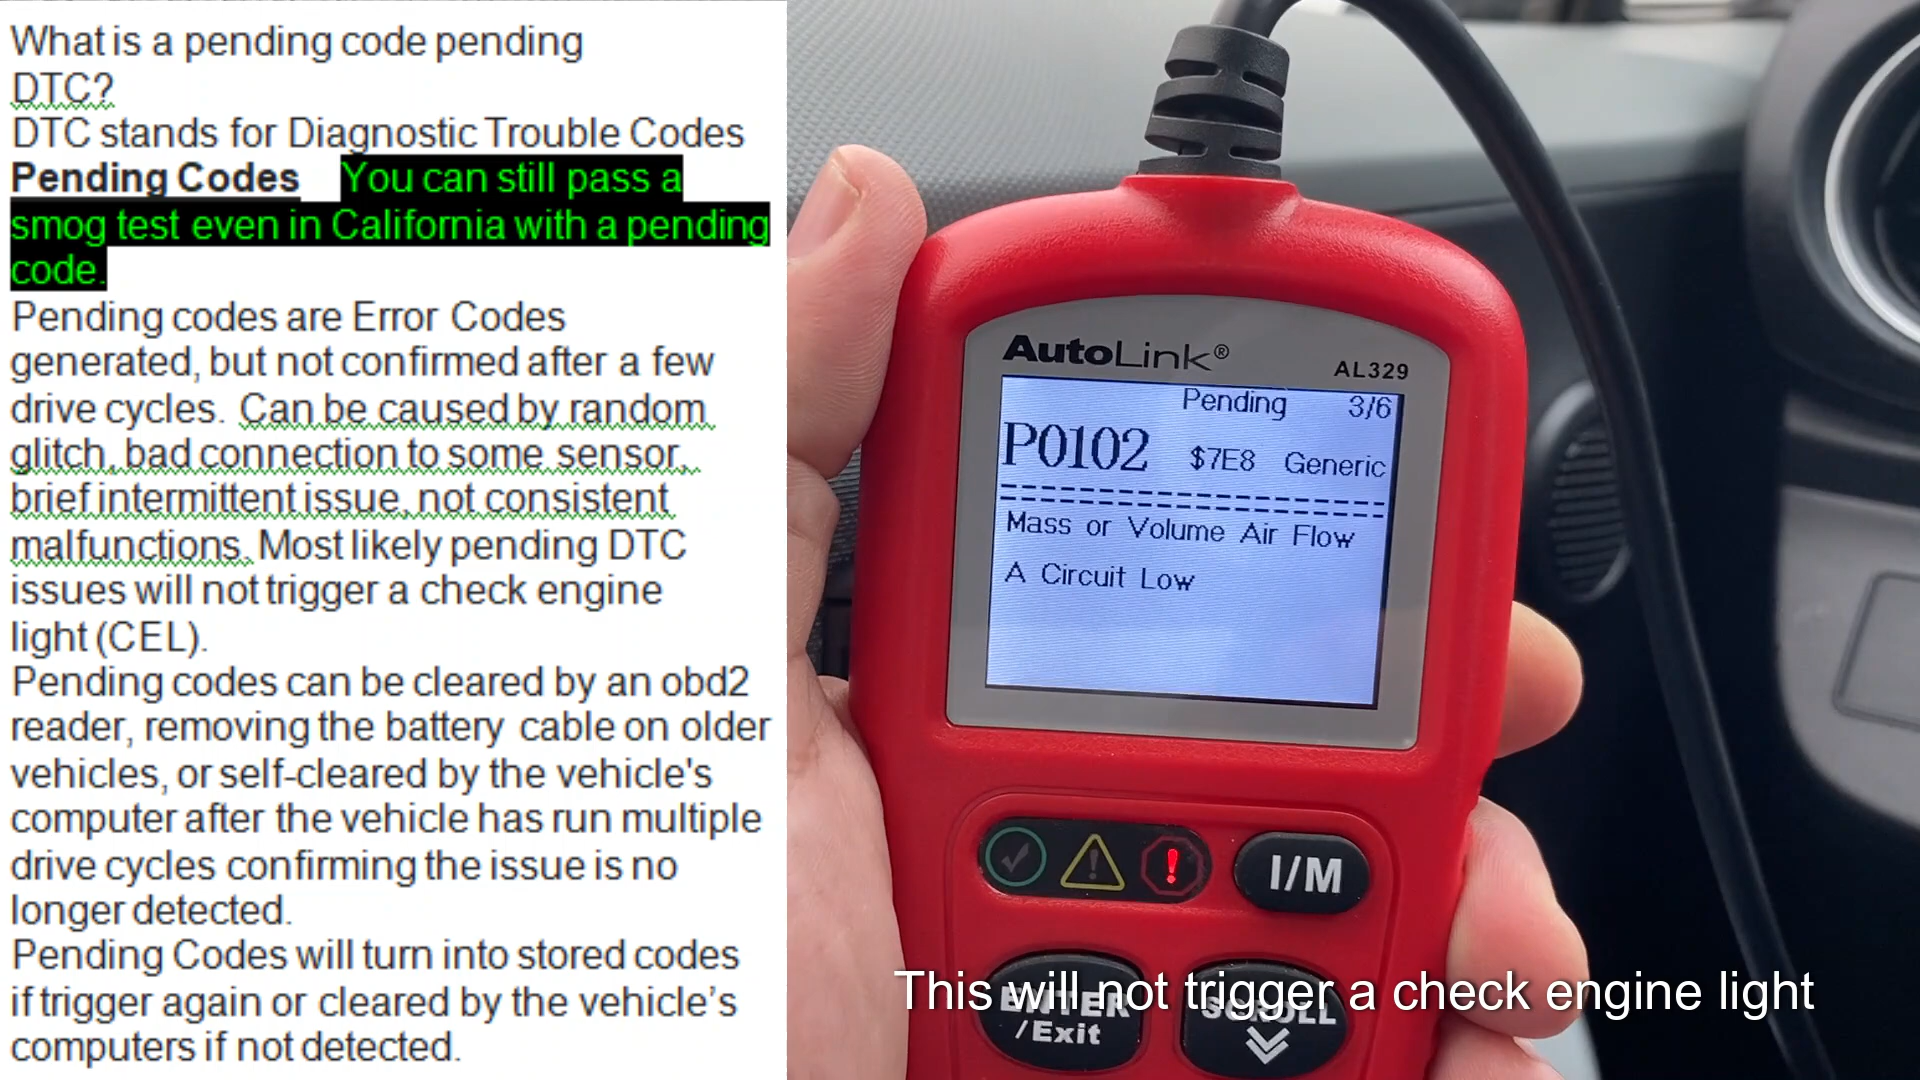 What is a pending code pending
DTC?
DTC stands for Diagnostic Trouble Codes
Pending Codes You can still pass a
smog test even in California with a pending
code.
Pending codes are Error Codes
generated, but not confirmed after a few
drive cycles. Can be caused by random
glitch, bad connection to some sensor,
brief intermittent issue, not consistent
malfunctions. Most likely pending DTC
issues will not trigger a check engine
light (CEL).
Pending codes can be cleared by an obd2
reader, removing the battery cable on older
vehicles, or self-cleared by the vehicle's
computer after the vehicle has run multiple
drive cycles confirming the issue is no
longer detected.
Pending Codes will turn into stored codes
if trigger again or cleared by the vehicle’s
computers if not detected.
AutoLink® AL329
Pending 3/6
P0102 $7E8 Generic
Mass or Volume Air Flow
A Circuit Low
I/M
ENTER
/Exit
SCROLL
This will not trigger a check engine light